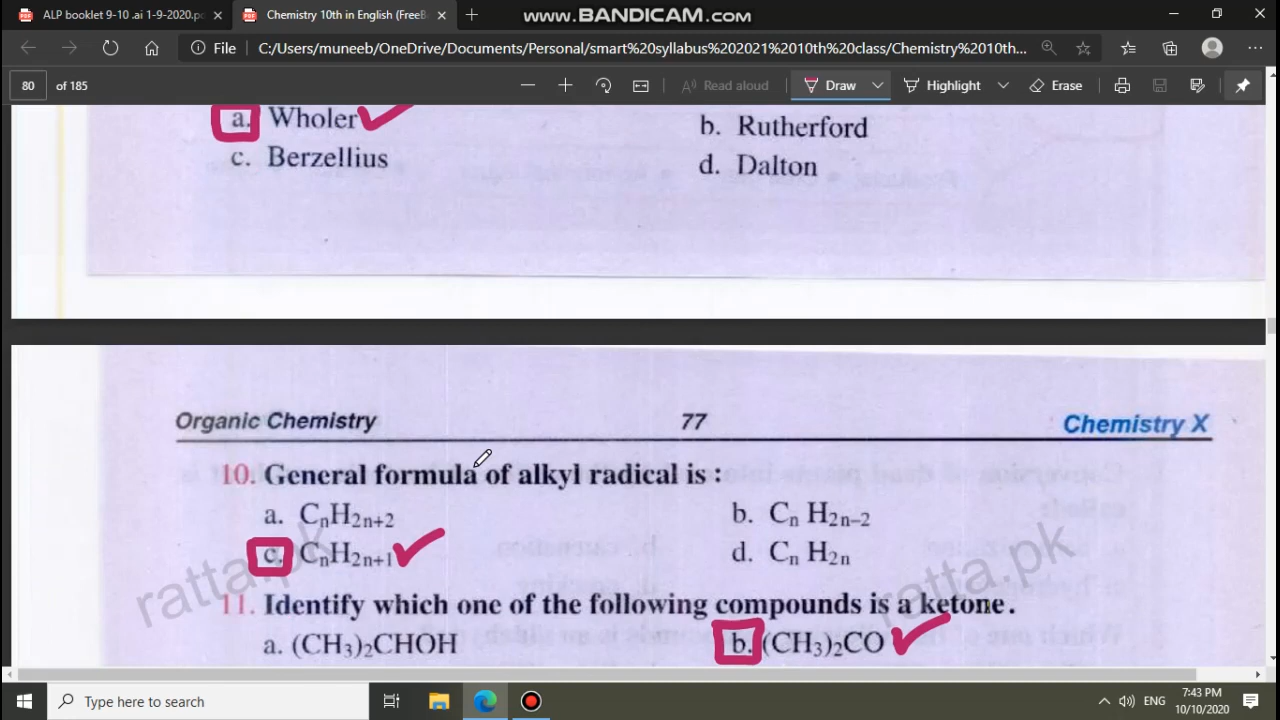 ALP booklet 9-10 .ai 1-9-2020.p
Chemistry 10th in English (FreeB
www.BANDICAM.com
File C:/Users/muneeb/OneDrive/Documents/Personal/smart%20syllabus%202021%2010th%20class/Chemistry%2010th...
80 of 185 Read aloud Draw Highlight Erase
a. Wholer b. Rutherford
c. Berzellius d. Dalton
Organic Chemistry 77 Chemistry X
10. General formula of alkyl radical is :
a. CₙH₂ₙ₊₂ b. Cₙ H₂ₙ₋₂
c. CₙH₂ₙ₊₁ d. Cₙ H₂ₙ
ratta.pk ratta.pk
11. Identify which one of the following compounds is a ketone.
a. (CH₃)₂CHOH b. (CH₃)₂CO
Type here to search ENG 7:43 PM
10/10/2020